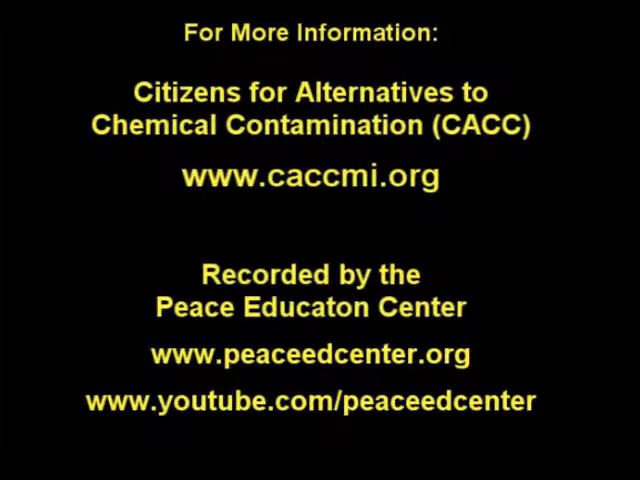 For More Information:
Citizens for Alternatives to
Chemical Contamination (CACC)
www.caccmi.org
Recorded by the
Peace Educaton Center
www.peaceedcenter.org
www.youtube.com/peaceedcenter